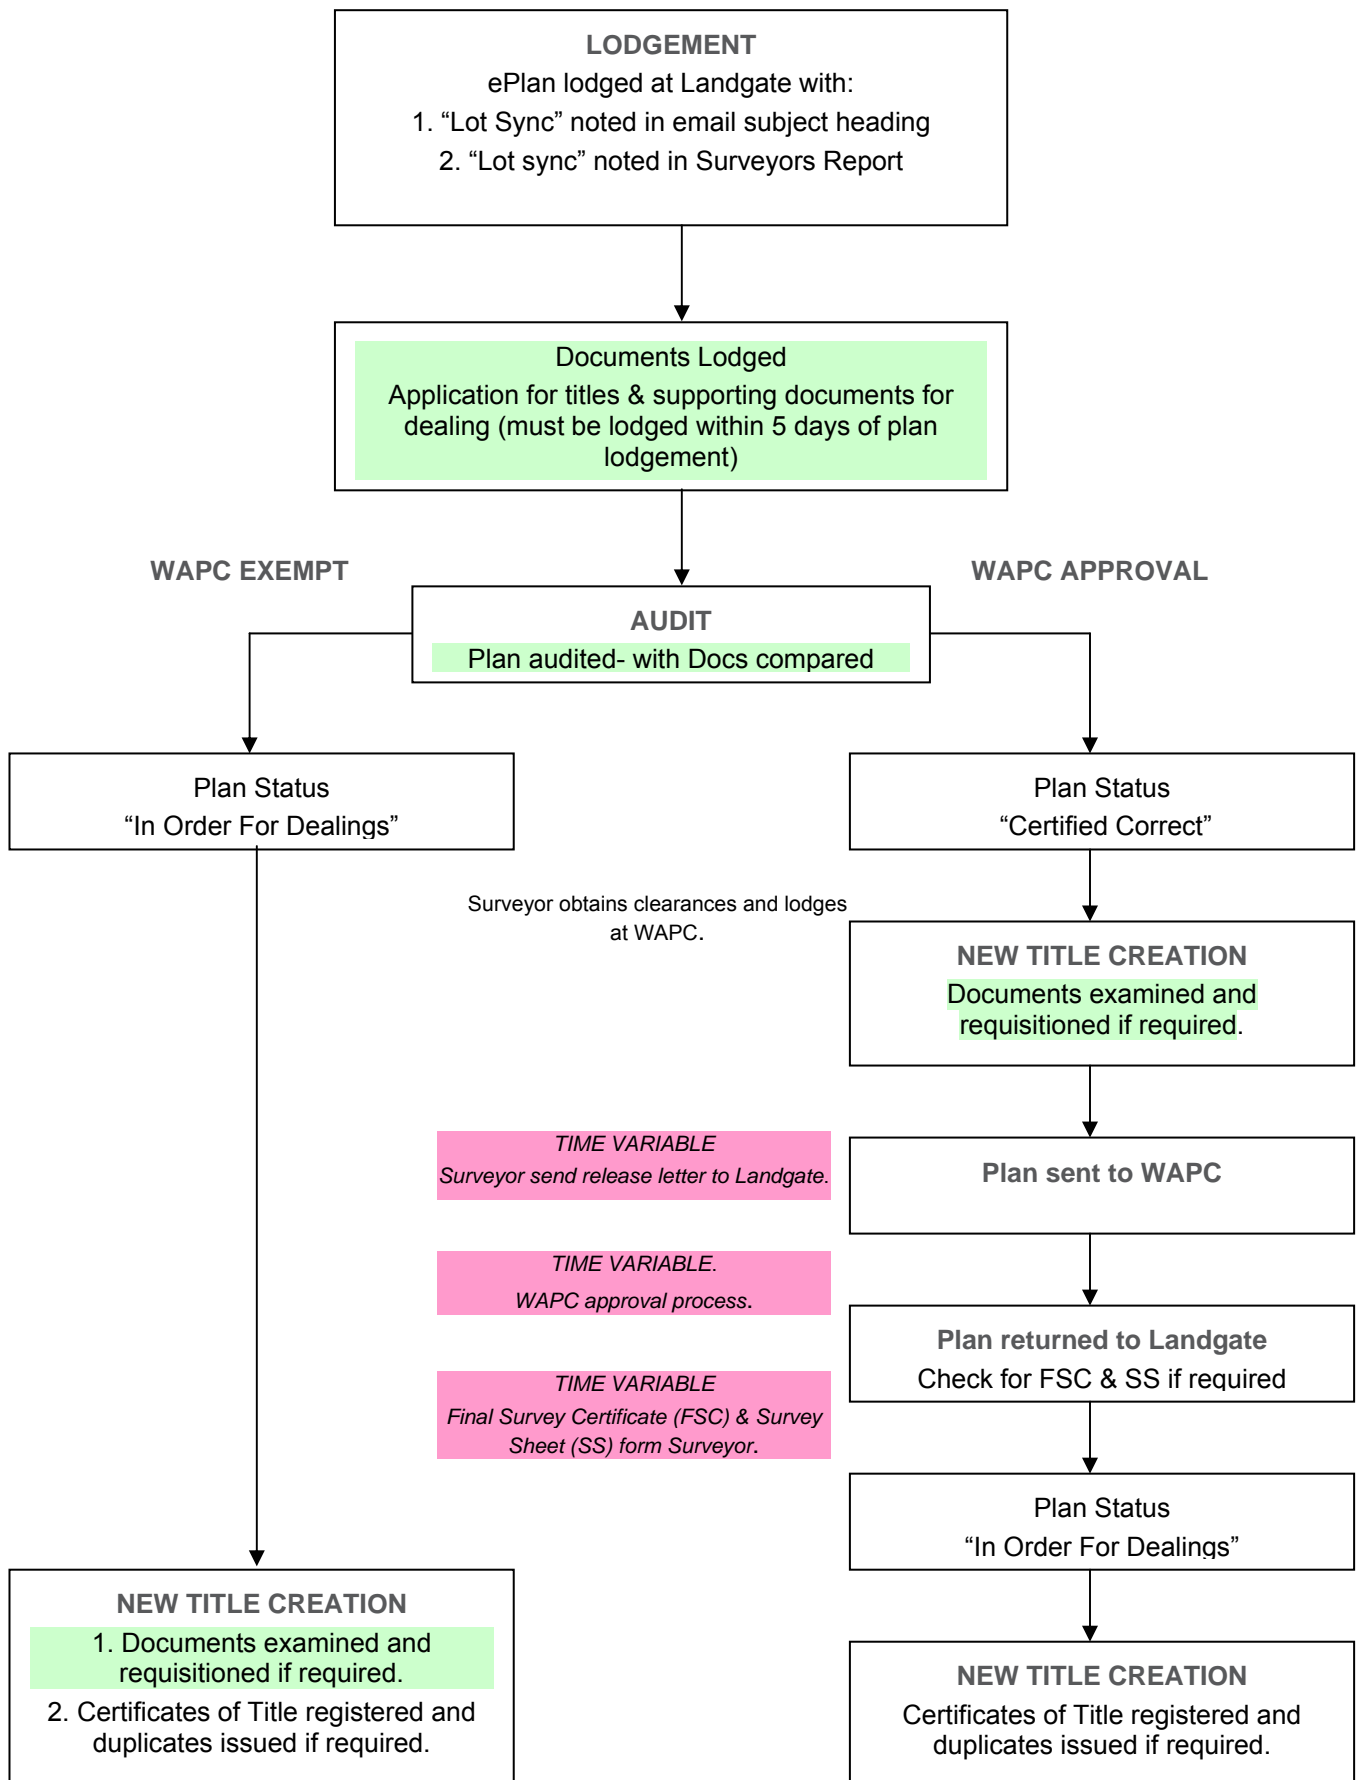 LODGEMENT
ePlan lodged at Landgate with:
1. “Lot Sync” noted in email subject heading
2. “Lot sync” noted in Surveyors Report
Documents Lodged
Application for titles & supporting documents for
dealing (must be lodged within 5 days of plan
lodgement)
WAPC EXEMPT
WAPC APPROVAL
AUDIT
Plan audited- with Docs compared
Plan Status
“In Order For Dealings”
Plan Status
“Certified Correct”
Surveyor obtains clearances and lodges
at WAPC.
NEW TITLE CREATION
Documents examined and
requisitioned if required.
TIME VARIABLE
Surveyor send release letter to Landgate.
Plan sent to WAPC
TIME VARIABLE.
WAPC approval process.
Plan returned to Landgate
Check for FSC & SS if required
TIME VARIABLE
Final Survey Certificate (FSC) & Survey
Sheet (SS) form Surveyor.
Plan Status
“In Order For Dealings”
NEW TITLE CREATION
1. Documents examined and
requisitioned if required.
2. Certificates of Title registered and
duplicates issued if required.
NEW TITLE CREATION
Certificates of Title registered and
duplicates issued if required.